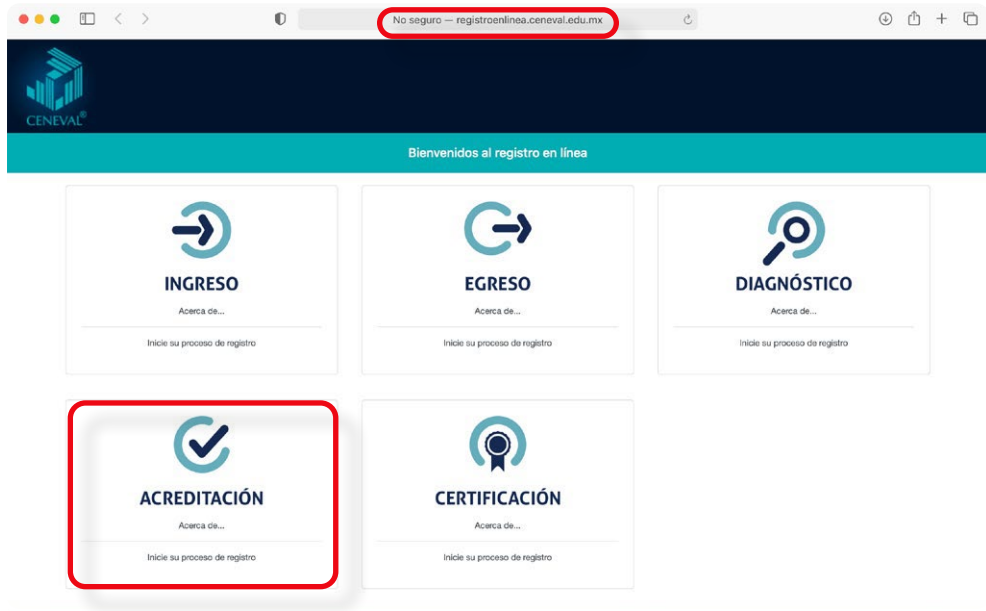 No seguro — registroenlinea.ceneval.edu.mx
CENEVAL®
Bienvenidos al registro en línea
INGRESO
Acerca de...
Inicie su proceso de registro
EGRESO
Acerca de...
Inicie su proceso de registro
DIAGNÓSTICO
Acerca de...
Inicie su proceso de registro
ACREDITACIÓN
Acerca de...
Inicie su proceso de registro
CERTIFICACIÓN
Acerca de...
Inicie su proceso de registro